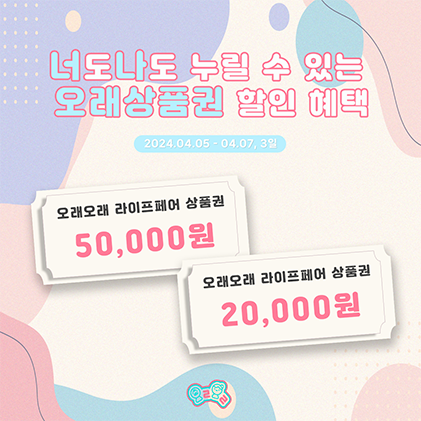 너도나도 누릴 수 있는
오래상품권 할인 혜택
2024.04.05 - 04.07, 3일
오래오래 라이프페어 상품권
50,000원
오래오래 라이프페어 상품권
20,000원